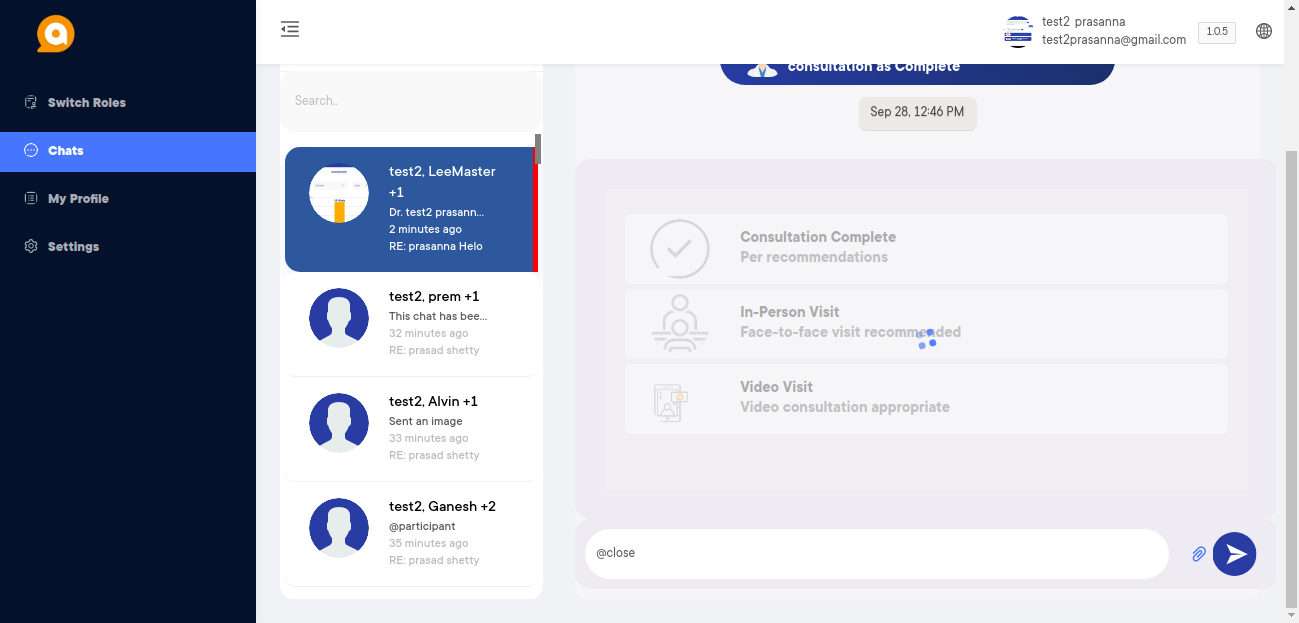 test2 prasanna
test2prasanna@gmail.com
1.0.5
Switch Roles
Chats
My Profile
Settings
Search..
test2, LeeMaster
+1
Dr. test2 prasann...
2 minutes ago
RE: prasanna Helo
test2, prem +1
This chat has bee...
32 minutes ago
RE: prasad shetty
test2, Alvin +1
Sent an image
33 minutes ago
RE: prasad shetty
test2, Ganesh +2
@participant
35 minutes ago
RE: prasad shetty
consultation as Complete
Sep 28, 12:46 PM
Consultation Complete
Per recommendations
In-Person Visit
Face-to-face visit recommended
Video Visit
Video consultation appropriate
@close